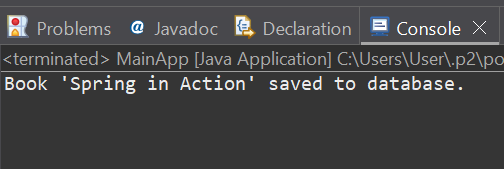 Problems @ Javadoc Declaration Console
<terminated> MainApp [Java Application] C:\Users\User\.p2\po
Book 'Spring in Action' saved to database.